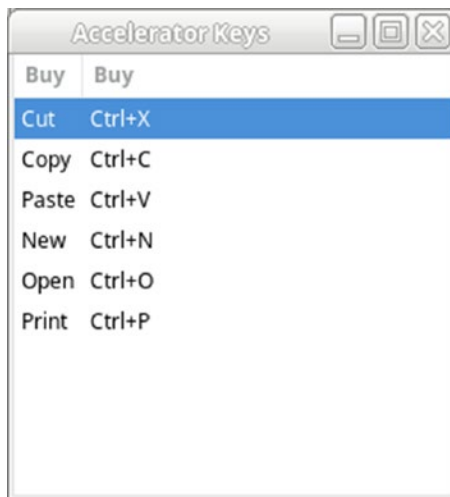 Accelerator Keys
Buy Buy
Cut Ctrl+X
Copy Ctrl+C
Paste Ctrl+V
New Ctrl+N
Open Ctrl+O
Print Ctrl+P